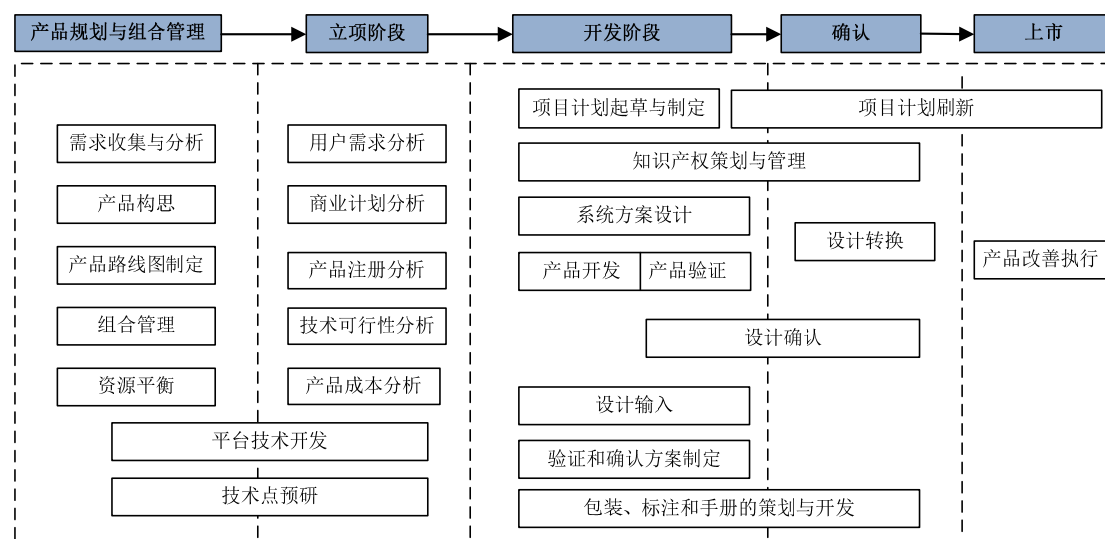 产品规划与组合管理
立项阶段
开发阶段
确认
上市
需求收集与分析
产品构思
产品路线图制定
组合管理
资源平衡
用户需求分析
商业计划分析
产品注册分析
技术可行性分析
产品成本分析
平台技术开发
技术点预研
项目计划起草与制定
项目计划刷新
知识产权策划与管理
系统方案设计
产品开发
产品验证
设计转换
产品改善执行
设计确认
设计输入
验证和确认方案制定
包装、标注和手册的策划与开发